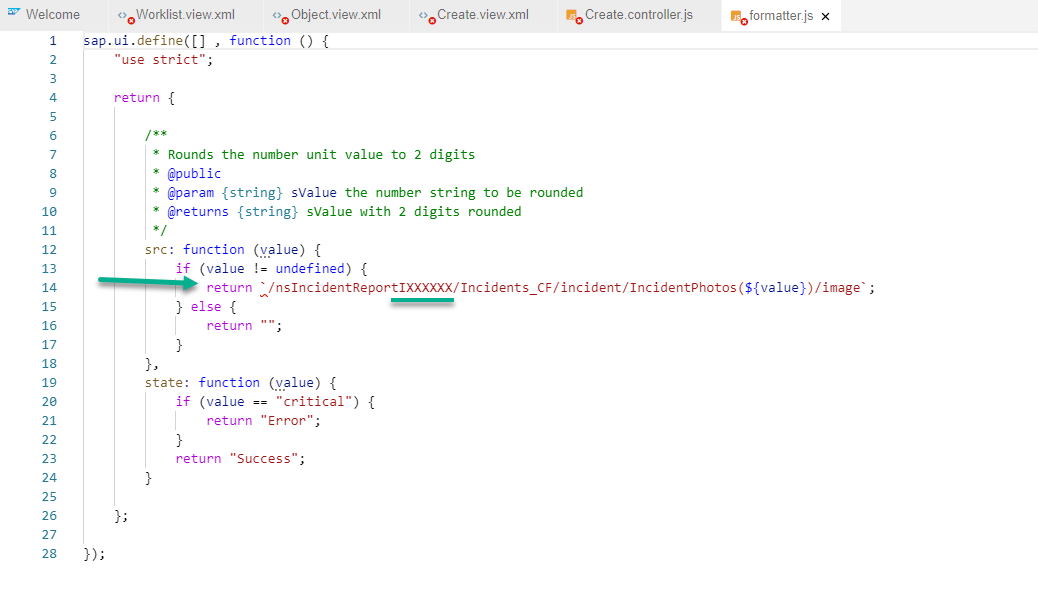 Welcome Worklist.view.xml Object.view.xml Create.view.xml Create.controller.js formatter.js ×
1 sap.ui.define([] , function () {
2 "use strict";
3
4 return {
5
6 /**
7 * Rounds the number unit value to 2 digits
8 * @public
9 * @param {string} sValue the number string to be rounded
10 * @returns {string} sValue with 2 digits rounded
11 */
12 src: function (value) {
13 if (value != undefined) {
14 return `/nsIncidentReportIXXXXXX/Incidents_CF/incident/IncidentPhotos(${value})/image`;
15 } else {
16 return "";
17 }
18 },
19 state: function (value) {
20 if (value == "critical") {
21 return "Error";
22 }
23 return "Success";
24 }
25
26 };
27
28 });